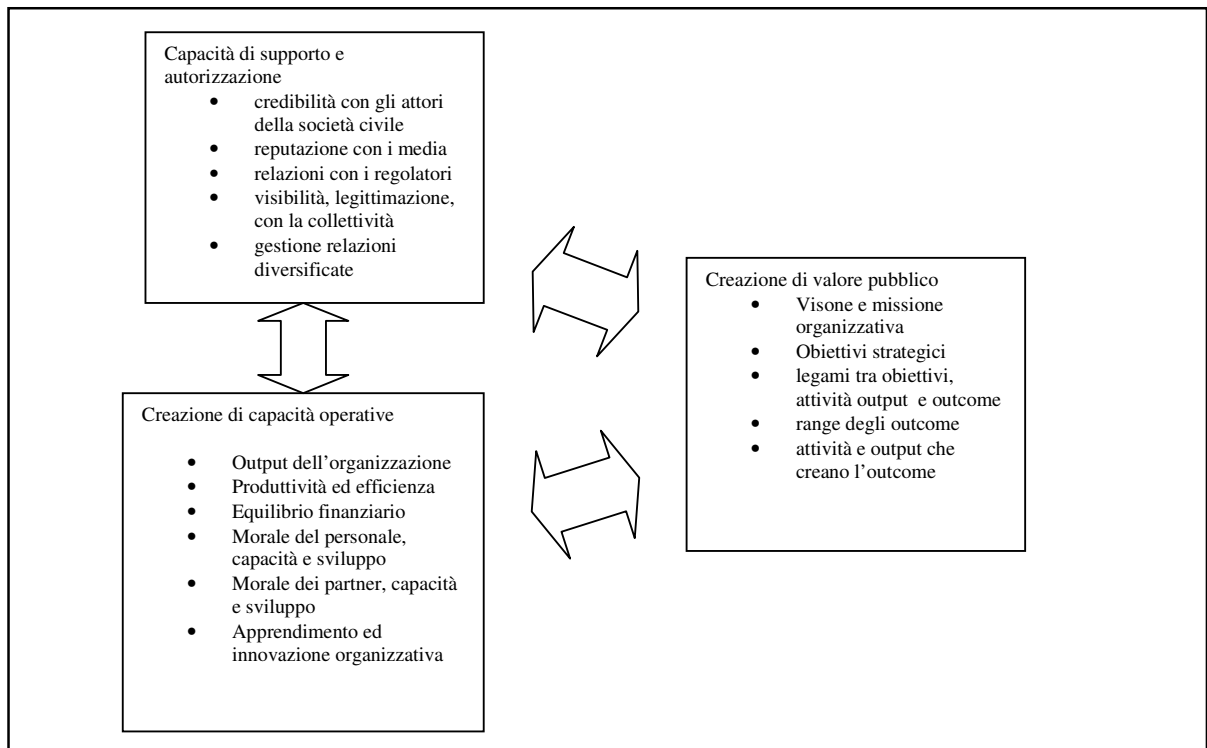 Capacità di supporto e
autorizzazione
• credibilità con gli attori
della società civile
• reputazione con i media
• relazioni con i regolatori
• visibilità, legittimazione,
con la collettività
• gestione relazioni
diversificate
Creazione di valore pubblico
• Visone e missione
organizzativa
• Obiettivi strategici
• legami tra obiettivi,
attività output e outcome
• range degli outcome
• attività e output che
creano l’outcome
Creazione di capacità operative
• Output dell’organizzazione
• Produttività ed efficienza
• Equilibrio finanziario
• Morale del personale,
capacità e sviluppo
• Morale dei partner, capacità
e sviluppo
• Apprendimento ed
innovazione organizzativa